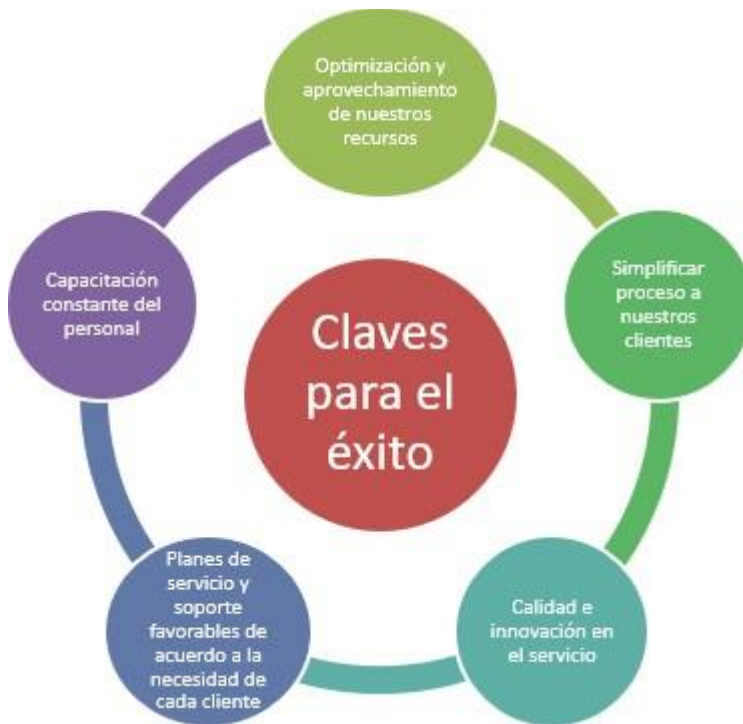 Optimización y
aprovechamiento
de nuestros
recursos
Simplificar
proceso a
nuestros
clientes
Calidad e
innovación en
el servicio
Planes de
servicio y
soporte
favorables de
acuerdo a la
necesidad de
cada cliente
Capacitación
constante del
personal
Claves
para el
éxito